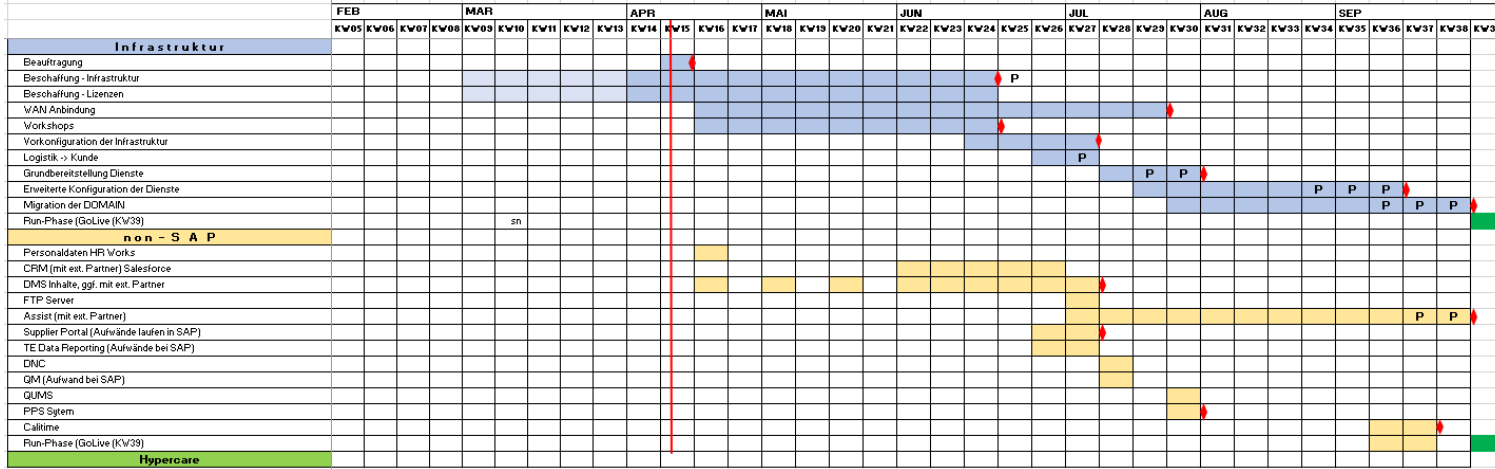 FEB MAR APR MAI JUN JUL AUG SEP
KW05 KW06 KW07 KW08 KW09 KW10 KW11 KW12 KW13 KW14 KW15 KW16 KW17 KW18 KW19 KW20 KW21 KW22 KW23 KW24 KW25 KW26 KW27 KW28 KW29 KW30 KW31 KW32 KW33 KW34 KW35 KW36 KW37 KW38
Infrastruktur
Beauftragung
Beschaffung - Infrastruktur P
Beschaffung - Lizenzen
WAN Anbindung
Workshops
Vorkonfiguration der Infrastruktur
Logistik -> Kunde P
Grundbereitstellung Dienste P P
Erweiterte Konfiguration der Dienste P P P
Migration der DOMAIN P P P
Run-Phase (GoLive (KW39) sn
non-SAP
Personaldaten HR Works
CRM (mit ext. Partner) Salesforce
DMS Inhalte, ggf. mit ext. Partner
FTP Server
Assist (mit ext. Partner) P P
Supplier Portal (Aufwände laufen in SAP)
TE Data Reporting (Aufwände bei SAP)
DNC
QM (Aufwand bei SAP)
QUMS
PPS Sytem
Calitime
Run-Phase (GoLive (KW39)
Hypercare